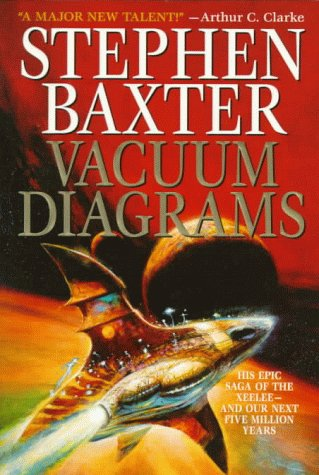 "A MAJOR NEW TALENT!" —Arthur C. Clarke
STEPHEN
BAXTER
VACUUM
DIAGRAMS
HIS EPIC
SAGA OF THE
XEELEE—
AND OUR NEXT
FIVE MILLION
YEARS